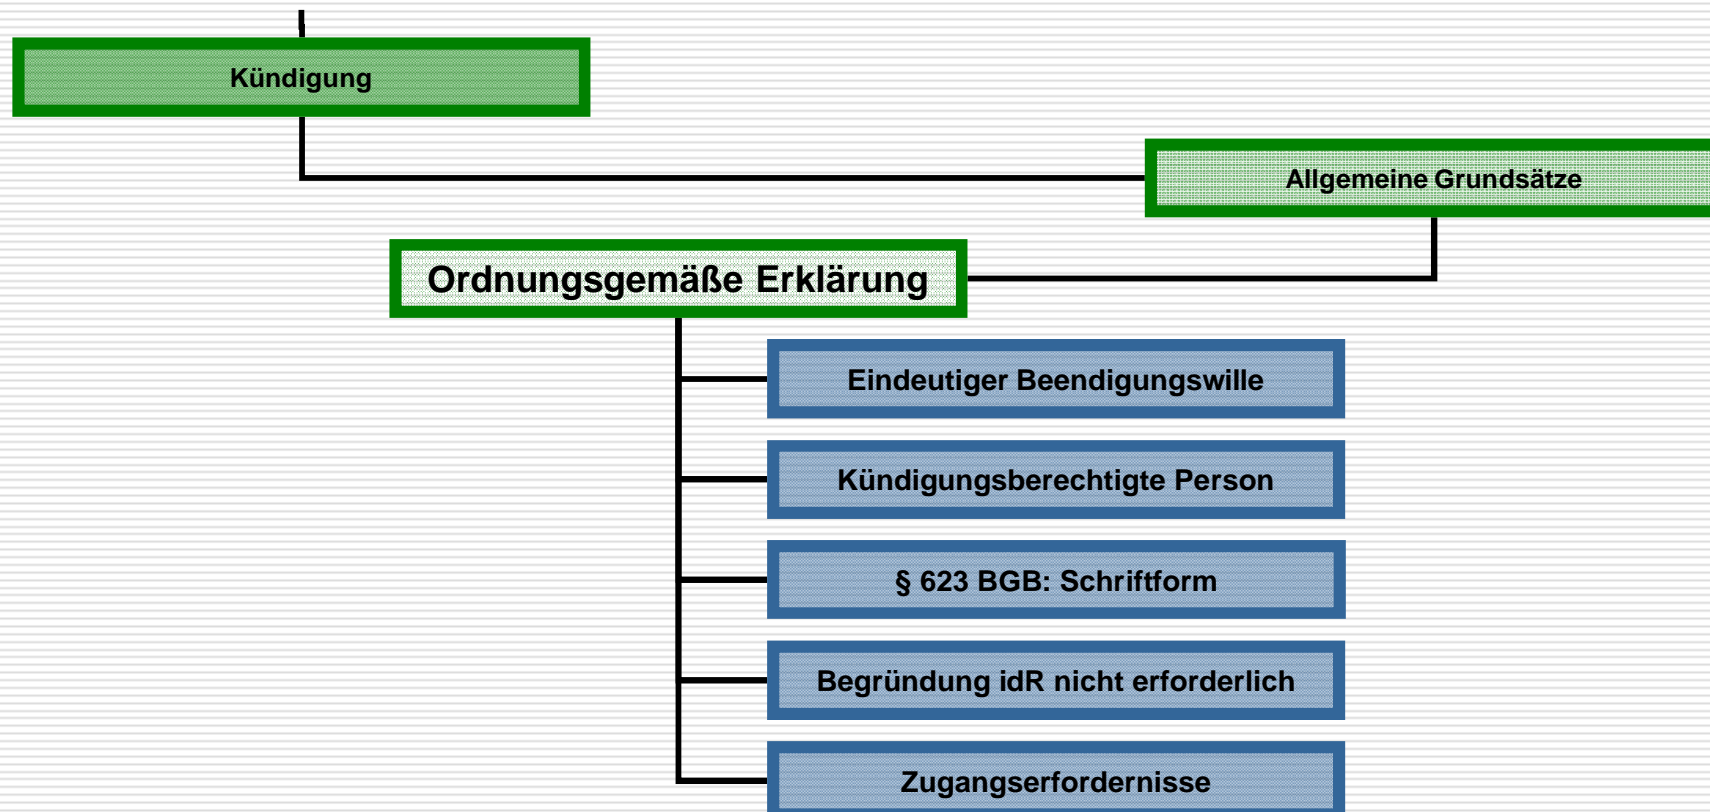 Kündigung
Allgemeine Grundsätze
Ordnungsgemäße Erklärung
Eindeutiger Beendigungswille
Kündigungsberechtigte Person
§ 623 BGB: Schriftform
Begründung idR nicht erforderlich
Zugangserfordernisse